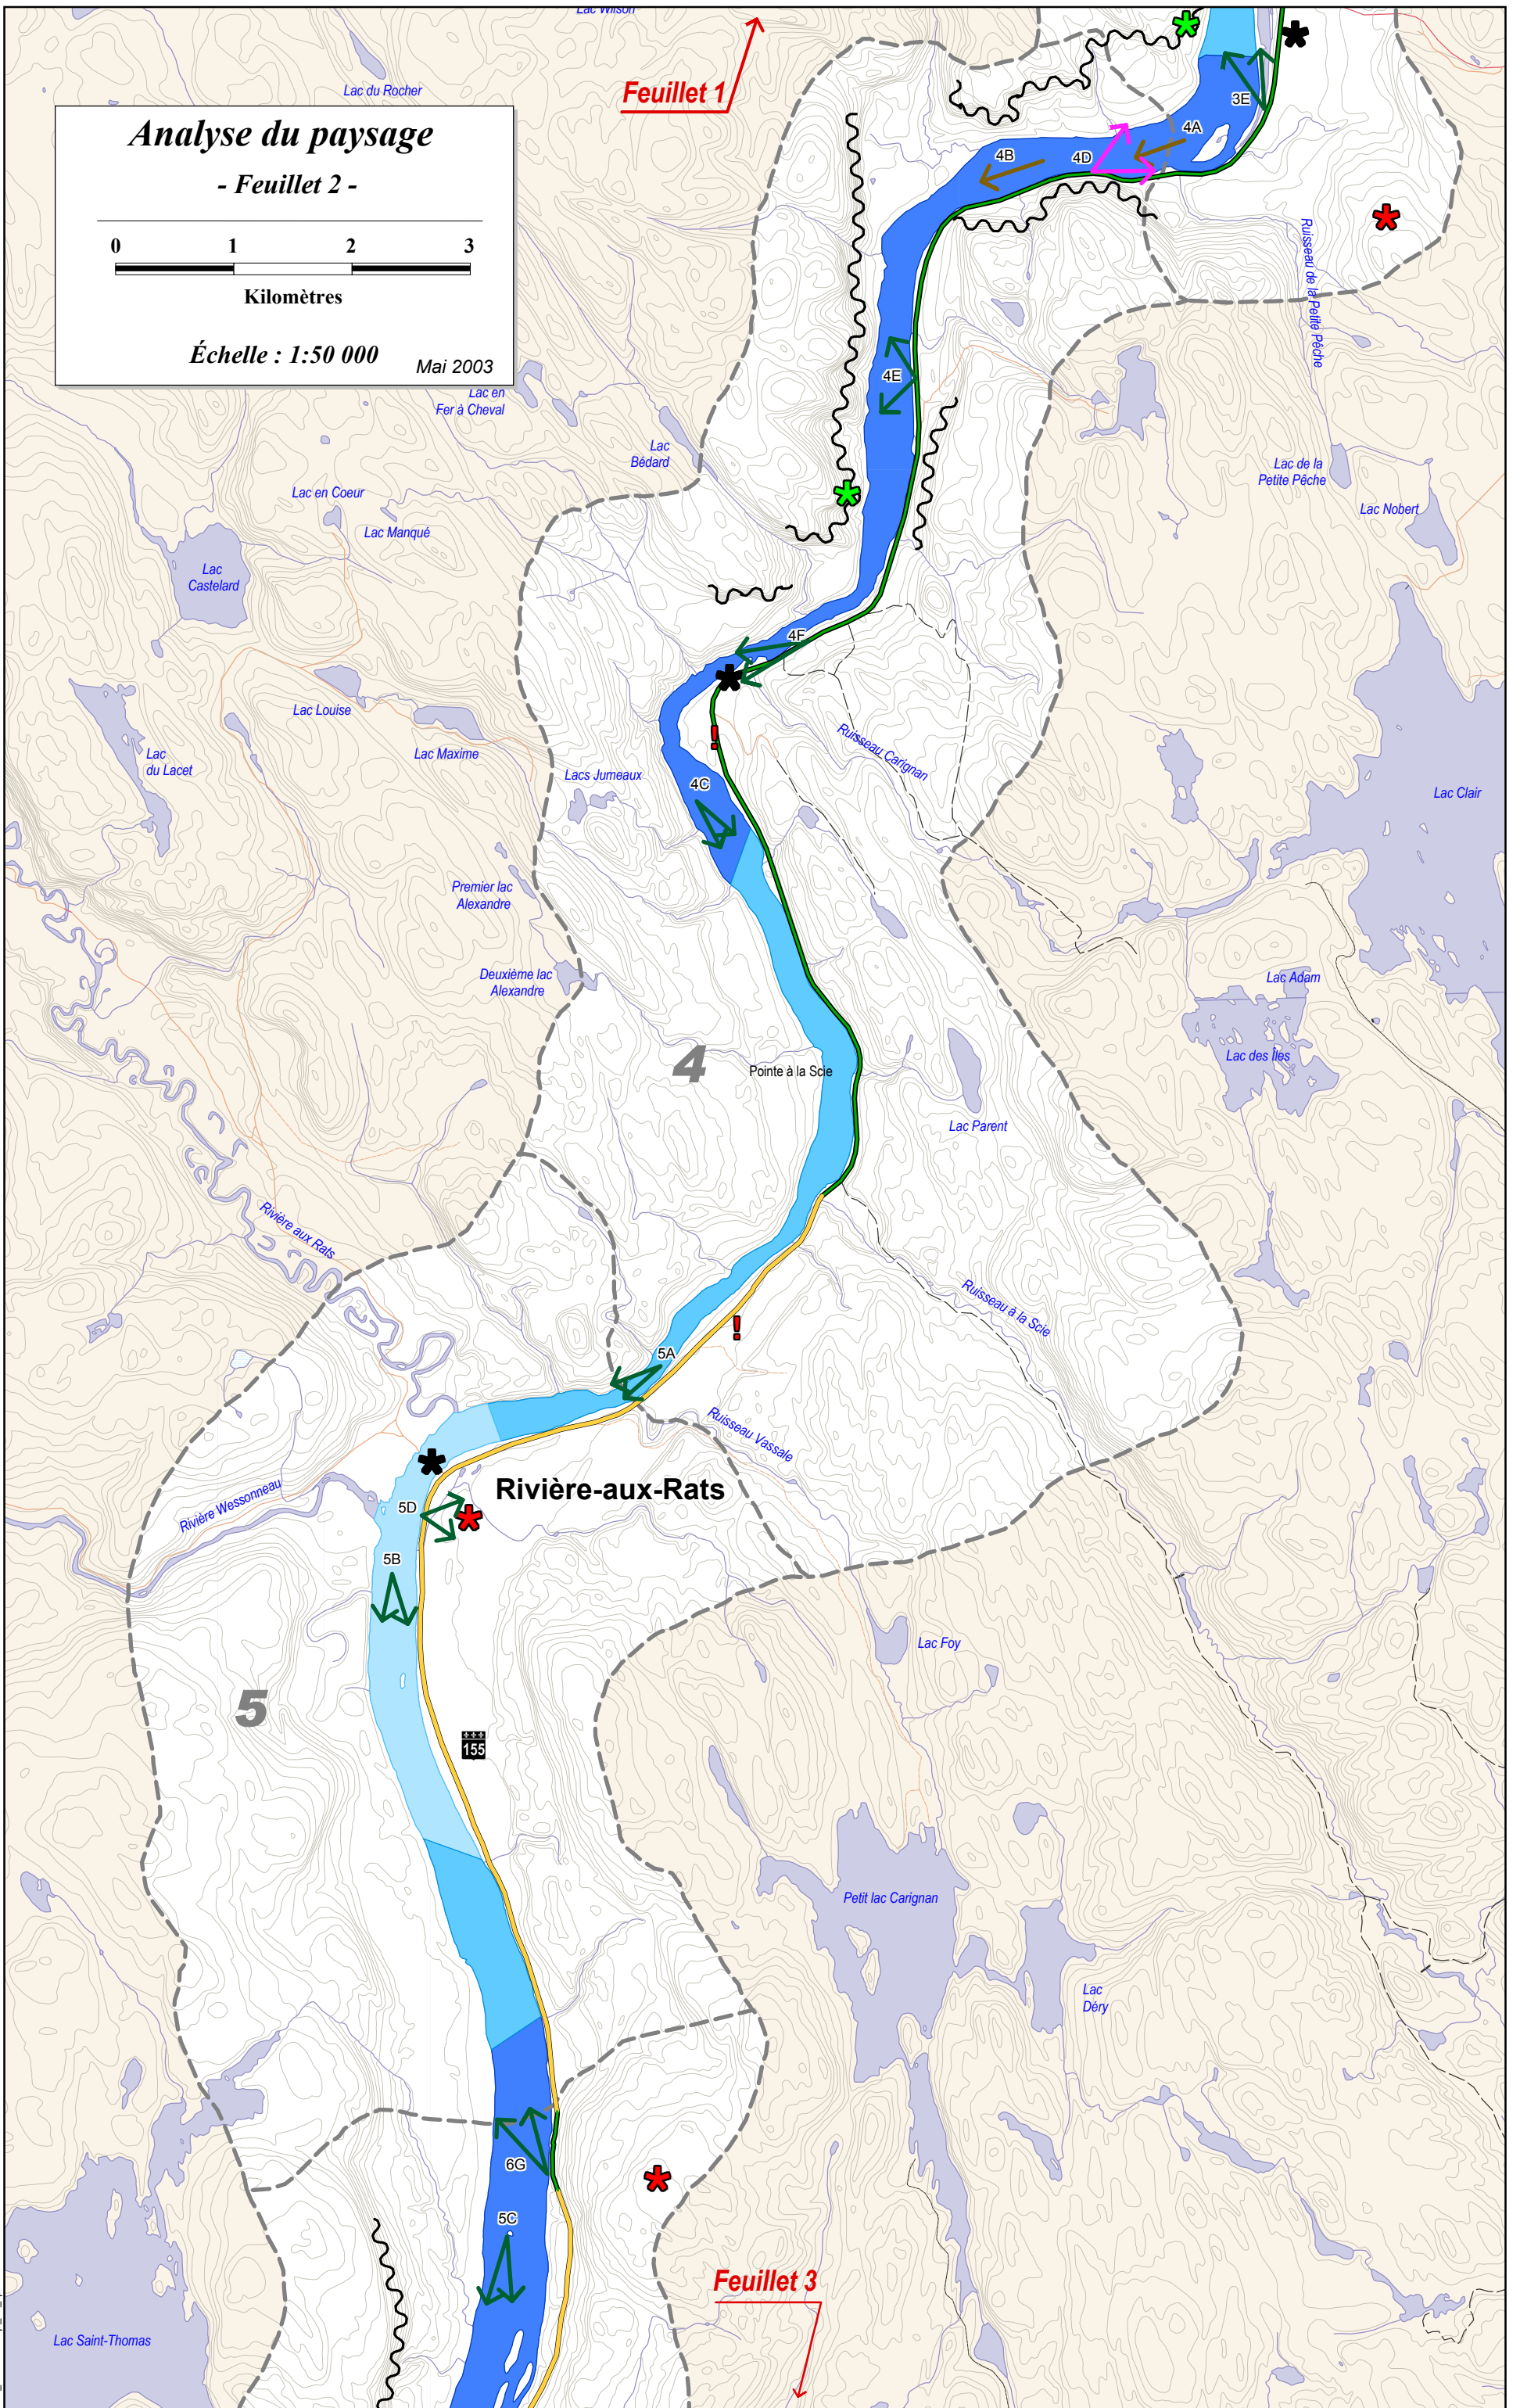 Lac Wilson
Feuillet 1
Lac du Rocher
Analyse du paysage
- Feuillet 2 -
0 1 2 3
Kilomètres
Échelle : 1:50 000
Mai 2003
3E
4A
4B
4D
Ruisseau de la Petite Pêche
4E
Lac en
Fer à Cheval
Lac
Bédard
Lac de la
Petite Pêche
Lac en Coeur
Lac Nobert
Lac Manqué
Lac
Castelard
4F
Lac Louise
Lac Maxime
Ruisseau Carignan
!
Lac
du Lacet
Lacs Jumeaux
4C
Lac Clair
Premier lac
Alexandre
Deuxième lac
Alexandre
Lac Adam
4
Pointe à la Scie
Lac des Îles
Lac Parent
Rivière aux Rats
Ruisseau à la Scie
!
5A
Ruisseau Vassale
Rivière-aux-Rats
Rivière Wessonneau
5D
5B
Lac Foy
5
155
Petit lac Carignan
Lac
Déry
6G
5C
Feuillet 3
Lac Saint-Thomas